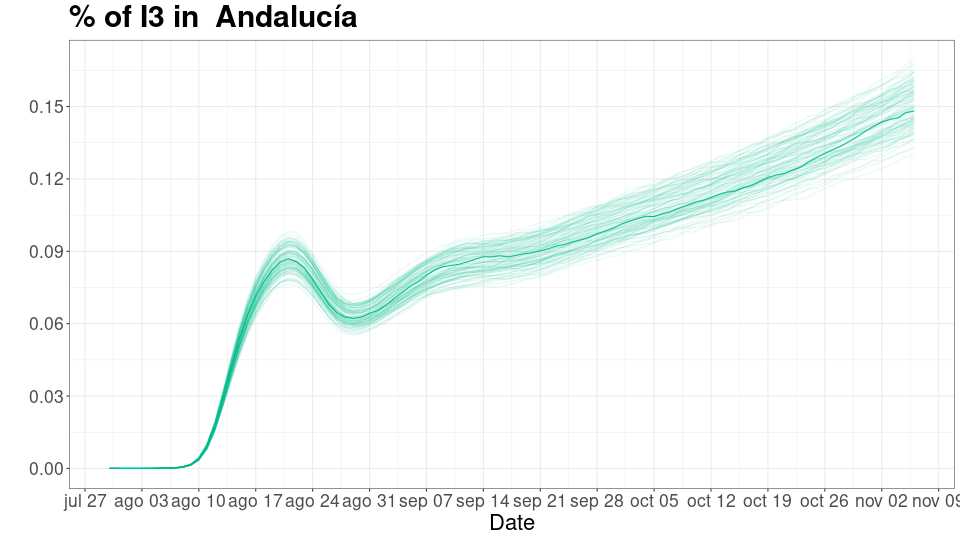 % of I3 in  Andalucía
0.15
0.12
0.09
0.06
0.03
0.00
jul 27 ago 03 ago 10 ago 17 ago 24 ago 31 sep 07 sep 14 sep 21 sep 28 oct 05 oct 12 oct 19 oct 26 nov 02 nov 09
Date